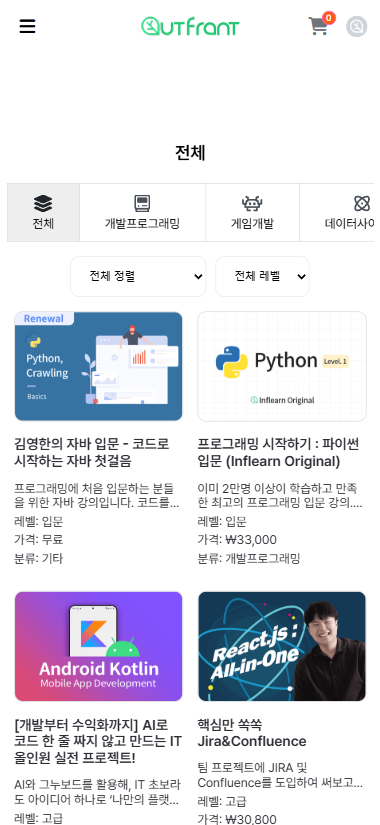 OUTFRANT
0
전체
전체
개발프로그래밍
게임개발
데이터사이
전체 정렬
전체 레벨
Renewal
Python,
Crawling
Basics
Python
Level. 1
Inflearn Original
김영한의 자바 입문 - 코드로
시작하는 자바 첫걸음
프로그래밍에 처음 입문하는 분들
을 위한 자바 강의입니다. 코드를...
레벨: 입문
가격: 무료
분류: 기타
프로그래밍 시작하기 : 파이썬
입문 (Inflearn Original)
이미 2만명 이상이 학습하고 만족
한 최고의 프로그래밍 입문 강의....
레벨: 입문
가격: ₩33,000
분류: 개발프로그래밍
Android Kotlin
Mobile App Development
React.js :
All-in-One
[개발부터 수익화까지] AI로
코드 한 줄 짜지 않고 만드는 IT
올인원 실전 프로젝트!
AI와 그누보드를 활용해, IT 초보라
도 아이디어 하나로 ‘나만의 플랫...
레벨: 고급
핵심만 쏙쏙
Jira&Confluence
팀 프로젝트에 JIRA 및
Confluence를 도입하여 써보고...
레벨: 고급
가격: ₩30,800